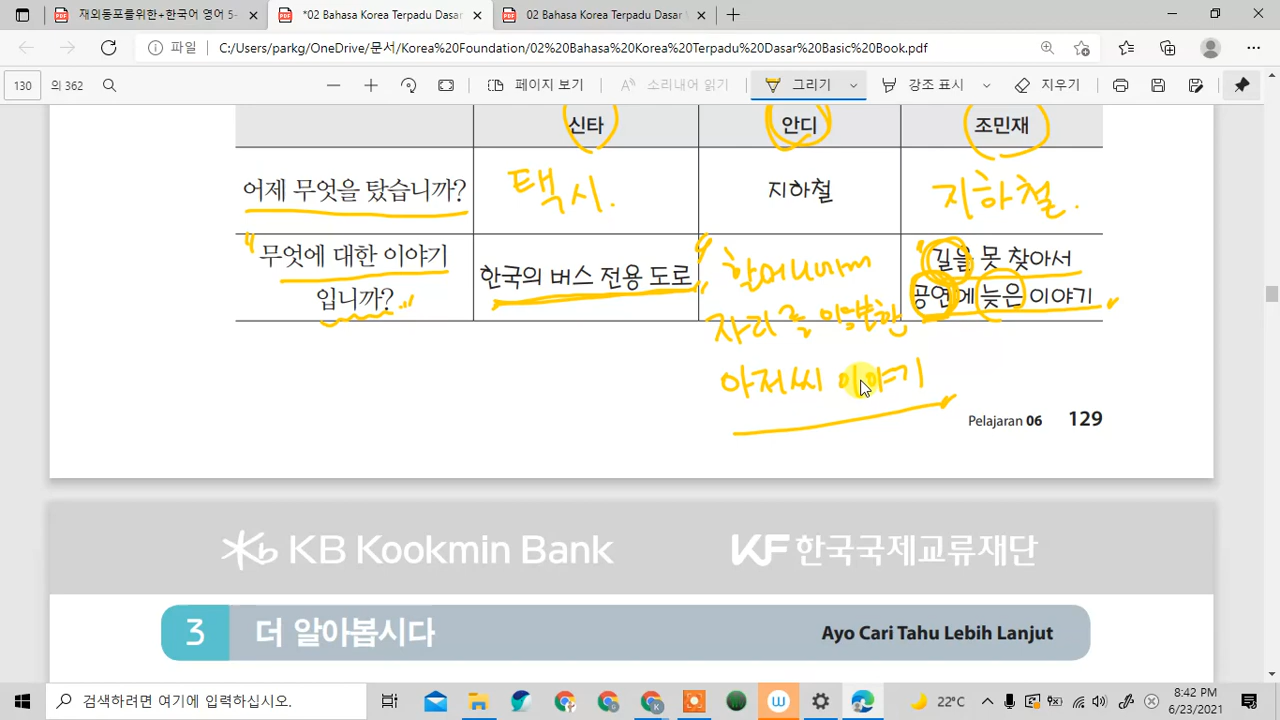 재외동포를위한+한국어 영어 5-
*02 Bahasa Korea Terpadu Dasar
02 Bahasa Korea Terpadu Dasar
파일
C:/Users/parkg/OneDrive/문서/Korea%20Foundation/02%20Bahasa%20Korea%20Terpadu%20Dasar%20Basic%20Book.pdf
130 의 362
페이지 보기
소리내어 읽기
그리기
강조 표시
지우기
신타 안디 조민재
어제 무엇을 탔습니까? 택시. 지하철 지하철.
"무엇에 대한 이야기
입니까?"
한국의 버스 전용 도로
할머니께
자리를 양보한
아저씨 이야기
길을 못 찾아서
공연에 늦은 이야기
Pelajaran 06 129
KB Kookmin Bank KF 한국국제교류재단
3 더 알아봅시다 Ayo Cari Tahu Lebih Lanjut
검색하려면 여기에 입력하십시오.
22°C
8:42 PM
6/23/2021